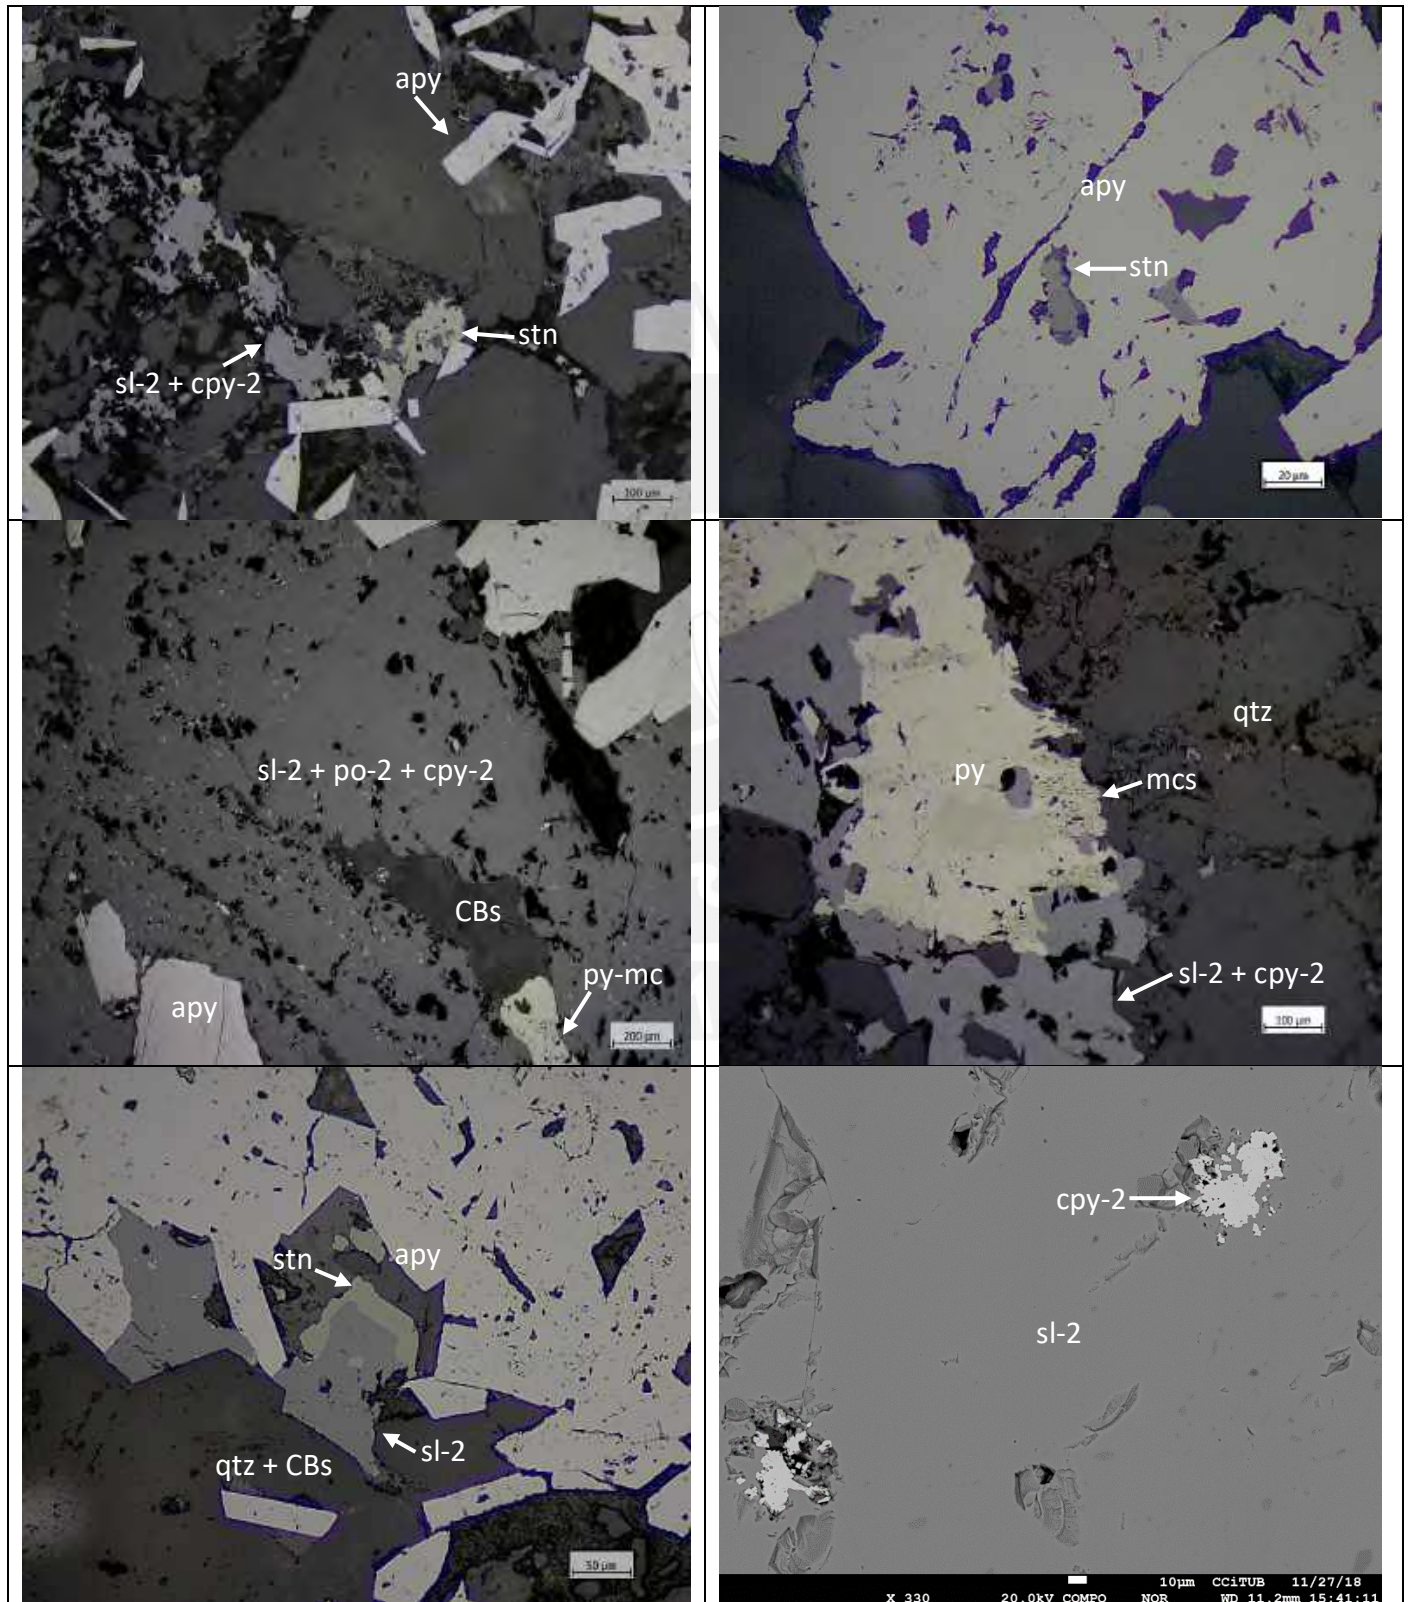 apy
stn
sl-2 + cpy-2
100 µm
apy
stn
20 µm
sl-2 + po-2 + cpy-2
CBs
py-mc
apy
200 µm
qtz
py
mcs
sl-2 + cpy-2
100 µm
stn
apy
sl-2
qtz + CBs
50 µm
cpy-2
sl-2
10µm CCiTUB 11/27/18
X 330 20.0kV COMPO NOR WD 11.2mm 15:41:11